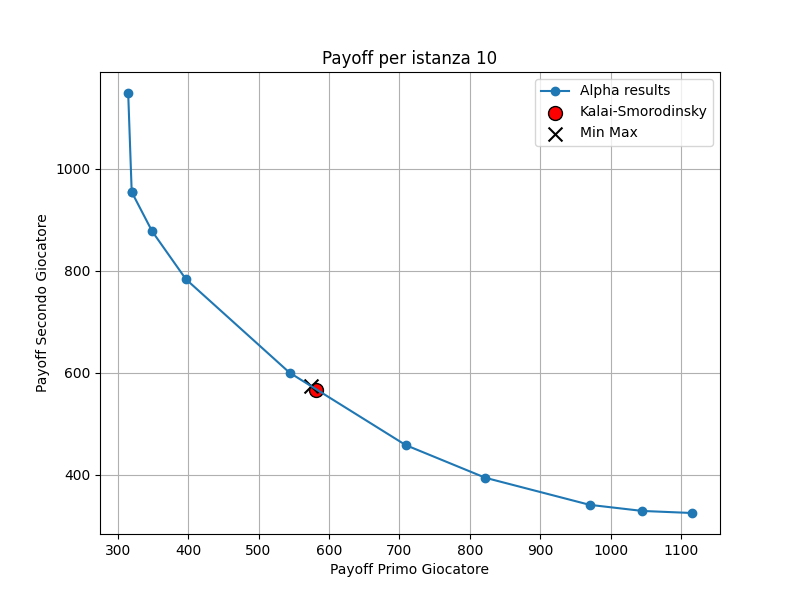 Payoff per istanza 10
Alpha results
Kalai-Smorodinsky
Min Max
Payoff Secondo Giocatore
1000
800
600
400
300 400 500 600 700 800 900 1000 1100
Payoff Primo Giocatore